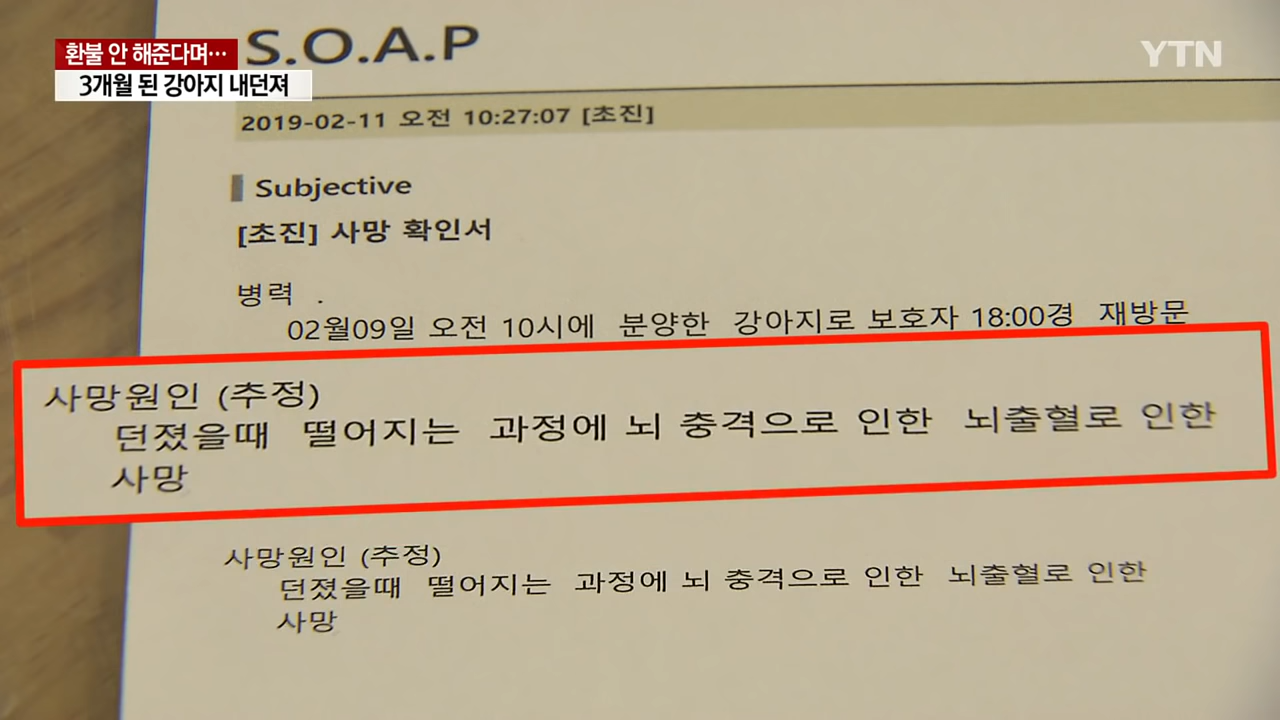 환불 안 해준다며…
3개월 된 강아지 내던져
YTN
S.O.A.P
2019-02-11 오전 10:27:07 [초진]
Subjective
[초진] 사망 확인서
병력 .
02월09일 오전 10시에 분양한 강아지로 보호자 18:00경 재방문
사망원인 (추정)
던졌을때 떨어지는 과정에 뇌 충격으로 인한 뇌출혈로 인한
사망
사망원인 (추정)
던졌을때 떨어지는 과정에 뇌 충격으로 인한 뇌출혈로 인한
사망